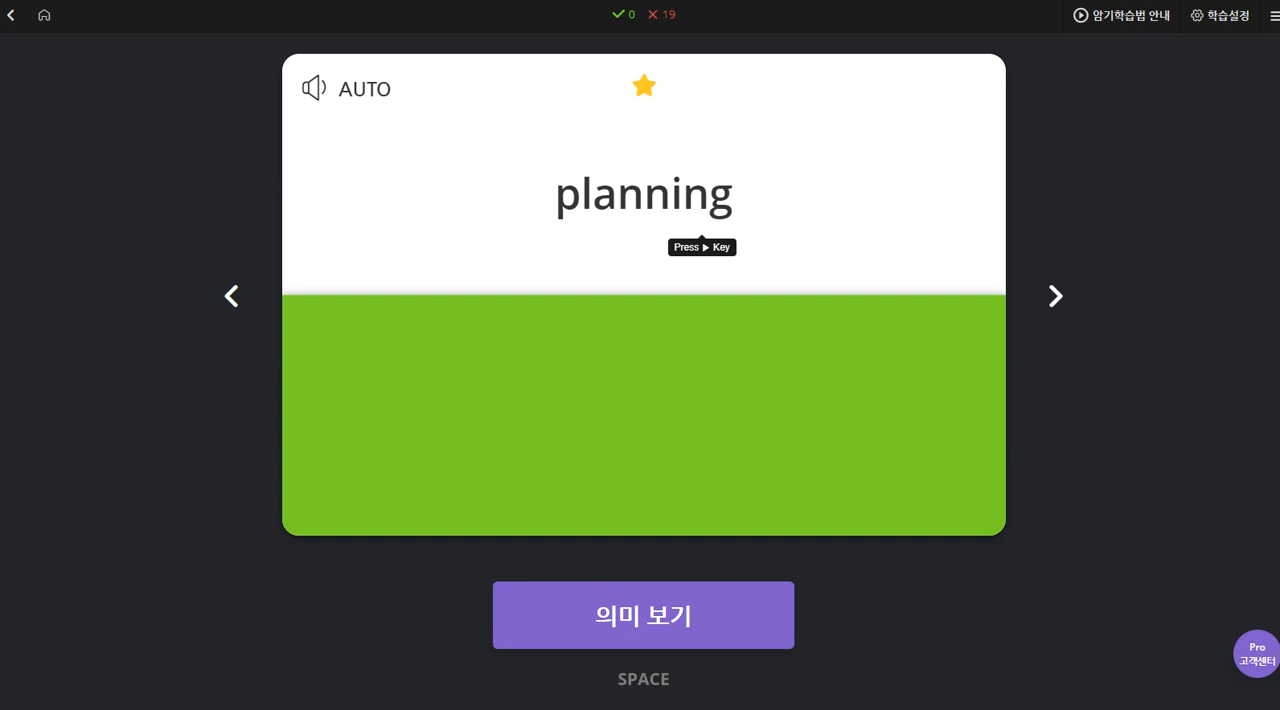 0 19 암기학습법 안내 학습설정
AUTO
planning
Press ▶ Key
의미 보기
SPACE
Pro
고객센터